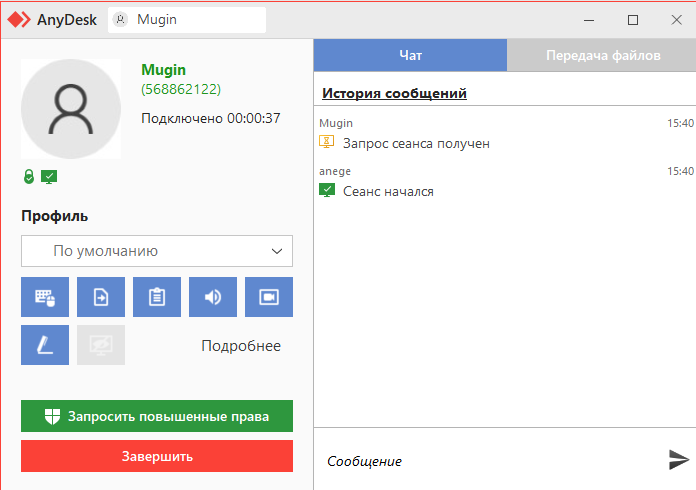 AnyDesk
Mugin
Mugin
(568862122)
Подключено 00:00:37
Профиль
По умолчанию
Подробнее
Запросить повышенные права
Завершить
Чат
Передача файлов
История сообщений
Mugin 15:40
Запрос сеанса получен
anege 15:40
Сеанс начался
Сообщение